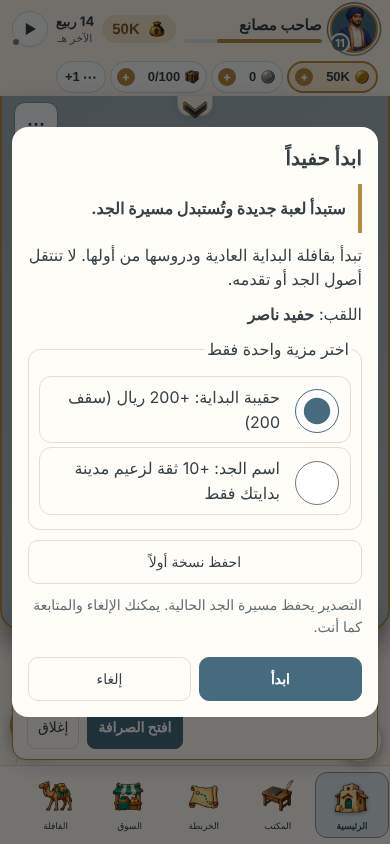 صاحب مصانع
11
50K
14 ربيع
الآخر هـ
50K
0
0/100
+1 ...
...
ابدأ حفيداً
ستبدأ لعبة جديدة وتُستبدل مسيرة الجد.
تبدأ بقافلة البداية العادية ودروسها من أولها. لا تنتقل
أصول الجد أو تقدمه.
اللقب: حفيد ناصر
اختر مزية واحدة فقط
حقيبة البداية: +200 ريال (سقف
200)
اسم الجد: +10 ثقة لزعيم مدينة
بدايتك فقط
احفظ نسخة أولاً
التصدير يحفظ مسيرة الجد الحالية. يمكنك الإلغاء والمتابعة
كما أنت.
ابدأ
إلغاء
افتح الصرافة
إغلاق
الرئيسية
المكتب
الخريطة
السوق
القافلة